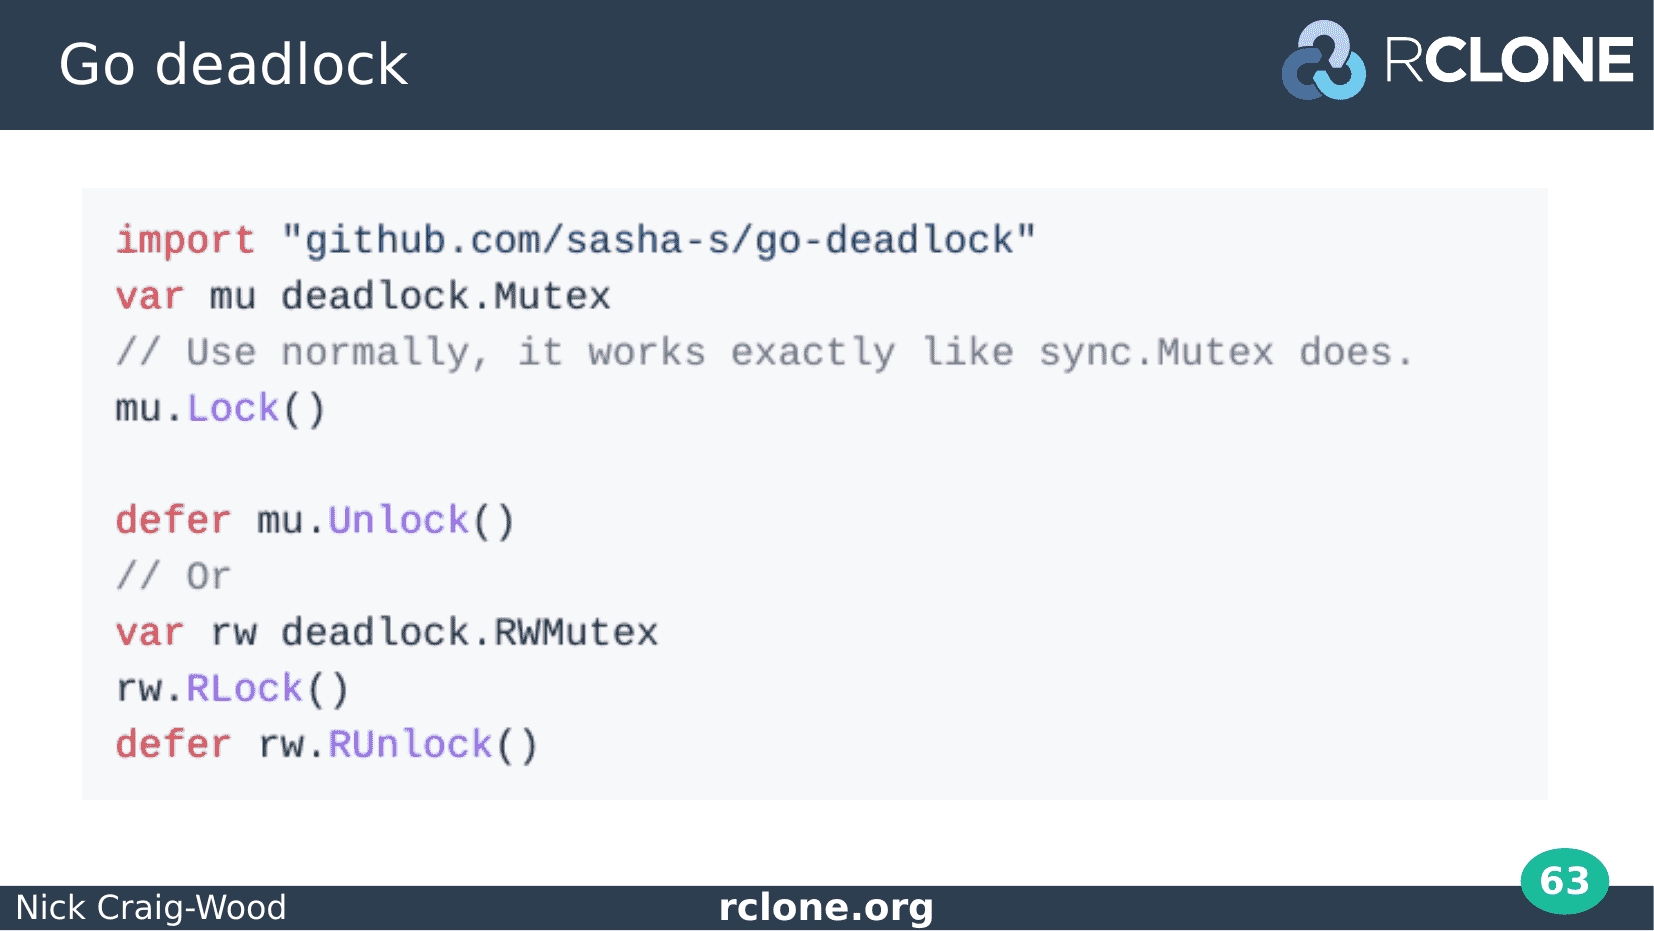 Go deadlock
RCLONE
import "github.com/sasha-s/go-deadlock"
var mu deadlock.Mutex
// Use normally, it works exactly like sync.Mutex does.
mu.Lock()
defer mu.Unlock()
// Or
var rw deadlock.RWMutex
rw.RLock()
defer rw.RUnlock()
63
Nick Craig-Wood
rclone.org